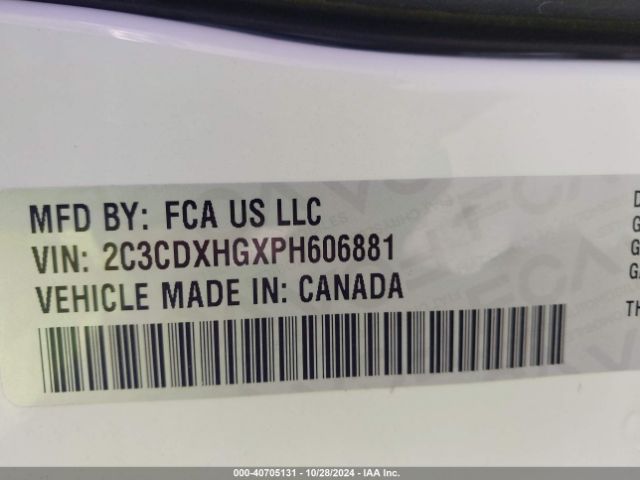 MFD BY: FCA US LLC
VIN: 2C3CDXHGXPH606881
VEHICLE MADE IN: CANADA
000-40705131 - 10/28/2024 - IAA Inc.